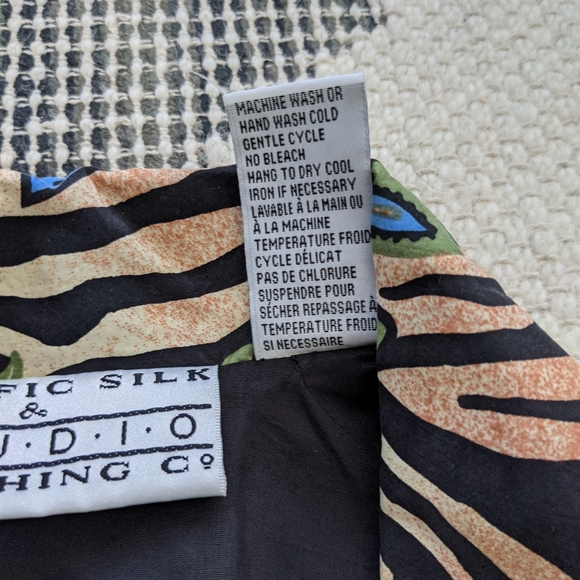 MACHINE WASH OR
HAND WASH COLD
GENTLE CYCLE
NO BLEACH
HANG TO DRY COOL
IRON IF NECESSARY
LAVABLE À LA MAIN OU
À LA MACHINE
TEMPERATURE FROID
CYCLE DÉLICAT
PAS DE CHLORURE
SUSPENDRE POUR
SÉCHER REPASSAGE À
TEMPERATURE FROID
SI NECESSAIRE
FIC SILK
&
U·D·I·O
HING Co